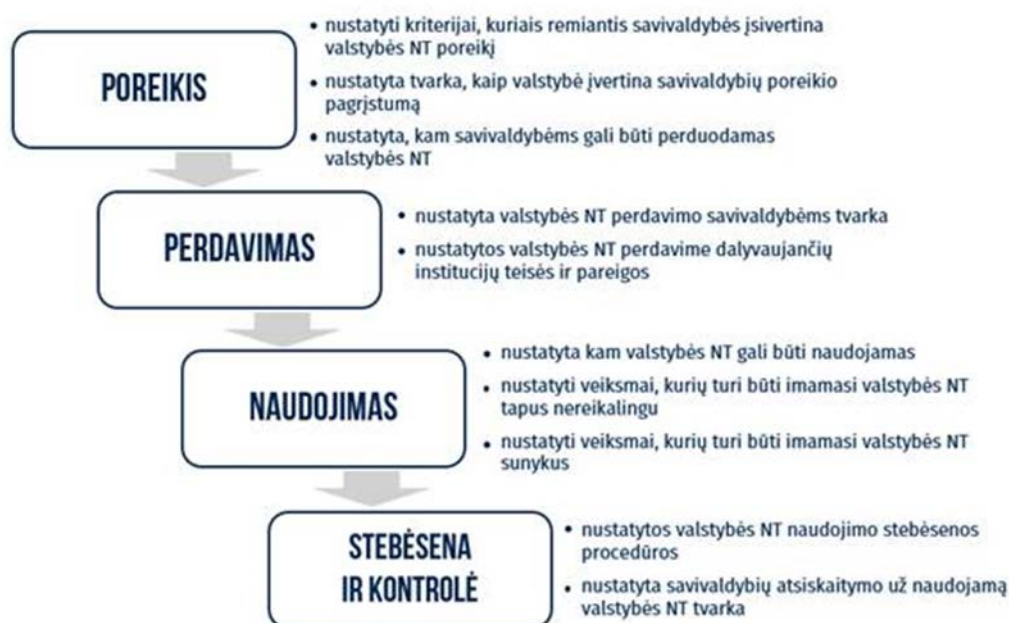 POREIKIS
• nustatyti kriterijai, kuriais remiantis savivaldybės įsivertina
valstybės NT poreikį
• nustatyta tvarka, kaip valstybė įvertina savivaldybių poreikio
pagrįstumą
• nustatyta, kam savivaldybėms gali būti perduodamas
valstybės NT
PERDAVIMAS
• nustatyta valstybės NT perdavimo savivaldybėms tvarka
• nustatytos valstybės NT perdavime dalyvaujančių
institucijų teisės ir pareigos
NAUDOJIMAS
• nustatyta kam valstybės NT gali būti naudojamas
• nustatyti veiksmai, kurių turi būti imamasi valstybės NT
tapus nereikalingu
• nustatyti veiksmai, kurių turi būti imamasi valstybės NT
sunykus
STEBĖSENA
IR KONTROLĖ
• nustatytos valstybės NT naudojimo stebėsenos
procedūros
• nustatyta savivaldybių atsiskaitymo už naudojamą
valstybės NT tvarka